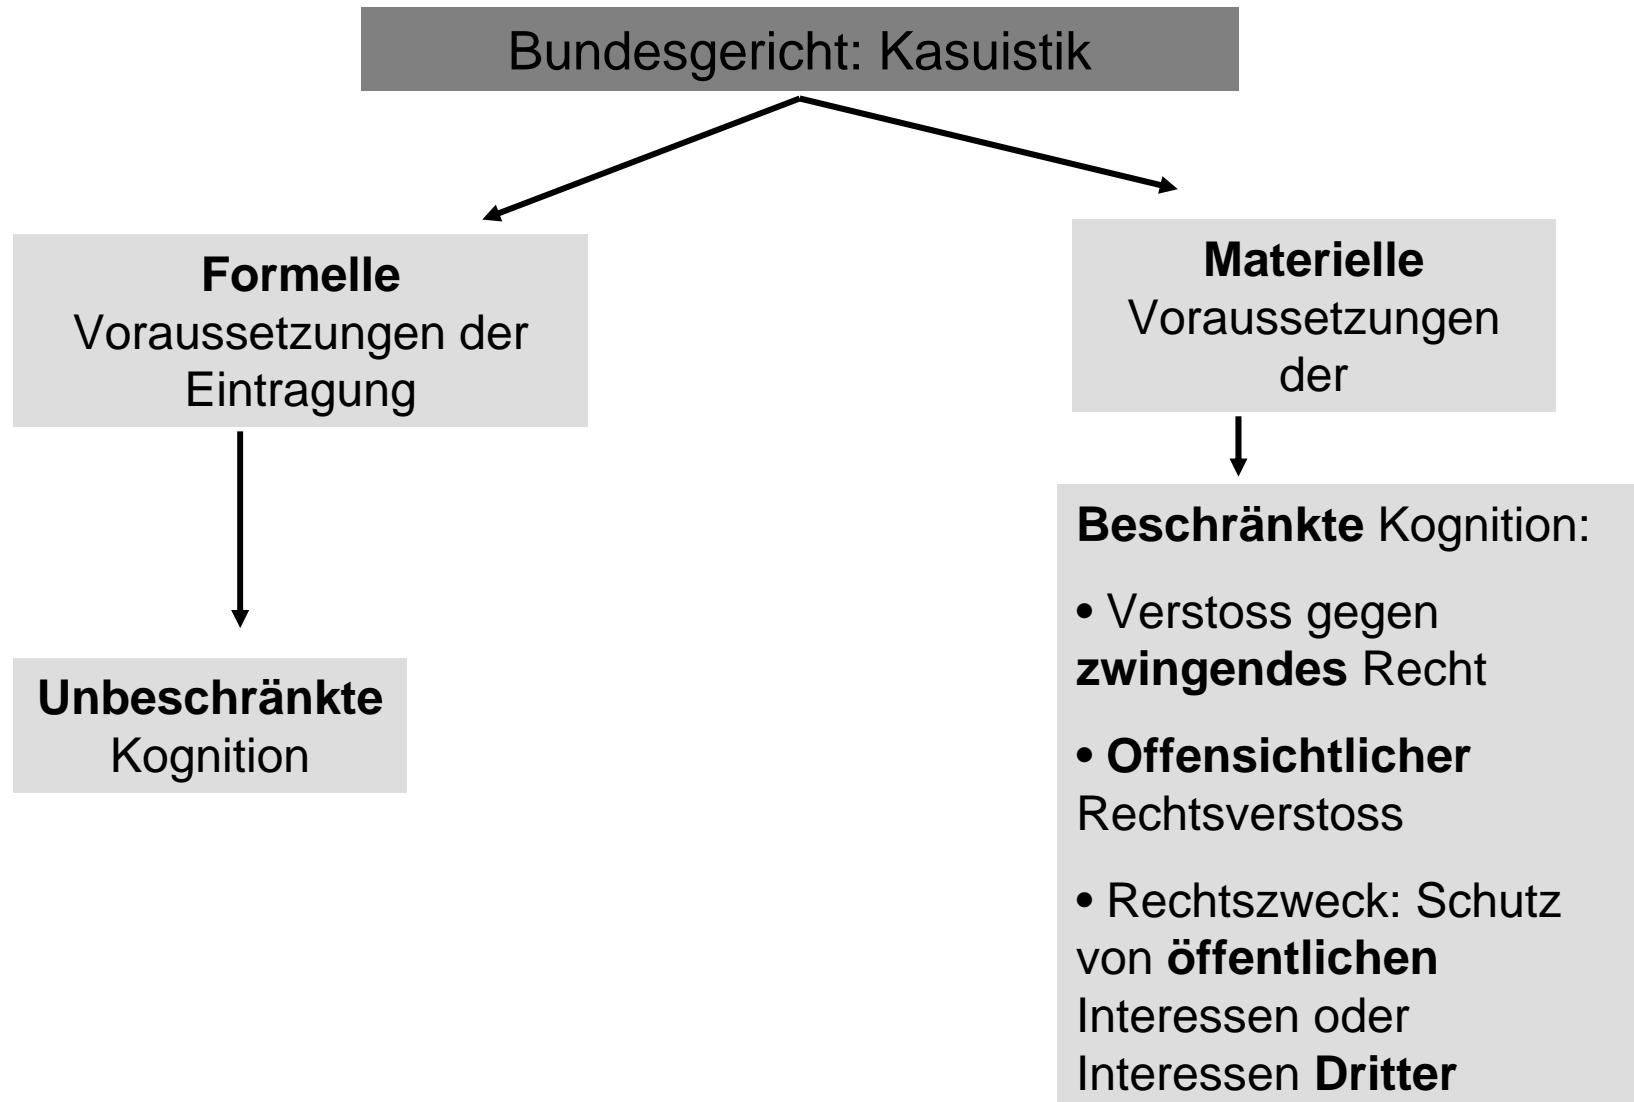 Bundesgericht: Kasuistik
Formelle
Voraussetzungen der
Eintragung
Unbeschränkte
Kognition
Materielle
Voraussetzungen
der
Beschränkte Kognition:
• Verstoss gegen
zwingendes Recht
• Offensichtlicher
Rechtsverstoss
• Rechtszweck: Schutz
von öffentlichen
Interessen oder
Interessen Dritter